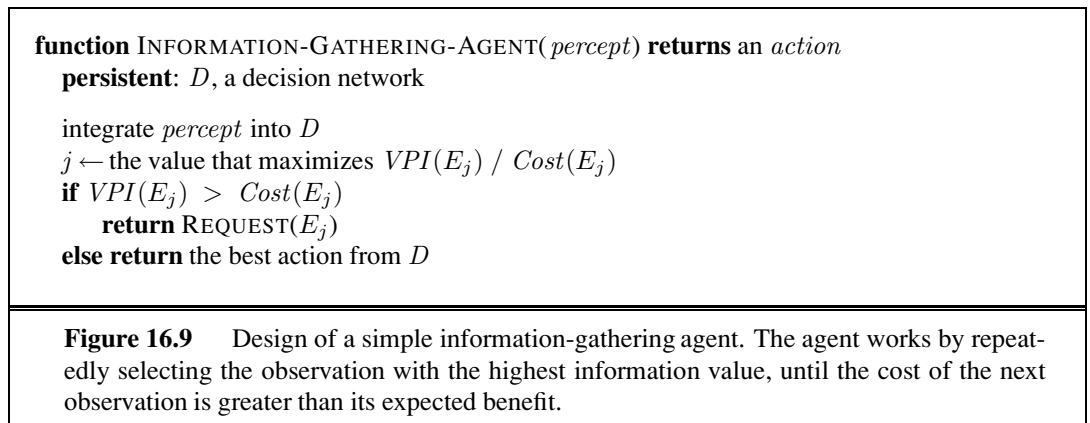 function INFORMATION-GATHERING-AGENT(percept) returns an action
persistent: D, a decision network
integrate percept into D
j ← the value that maximizes VPI(E_j) / Cost(E_j)
if VPI(E_j) > Cost(E_j)
return REQUEST(E_j)
else return the best action from D
Figure 16.9 Design of a simple information-gathering agent. The agent works by repeat-
edly selecting the observation with the highest information value, until the cost of the next
observation is greater than its expected benefit.